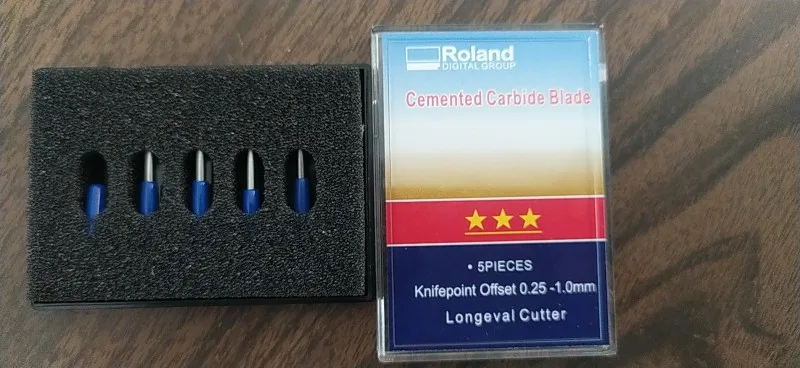 Roland
DIGITAL GROUP
Cemented Carbide Blade
• 5PIECES
Knifepoint Offset 0.25 -1.0mm
Longeval Cutter